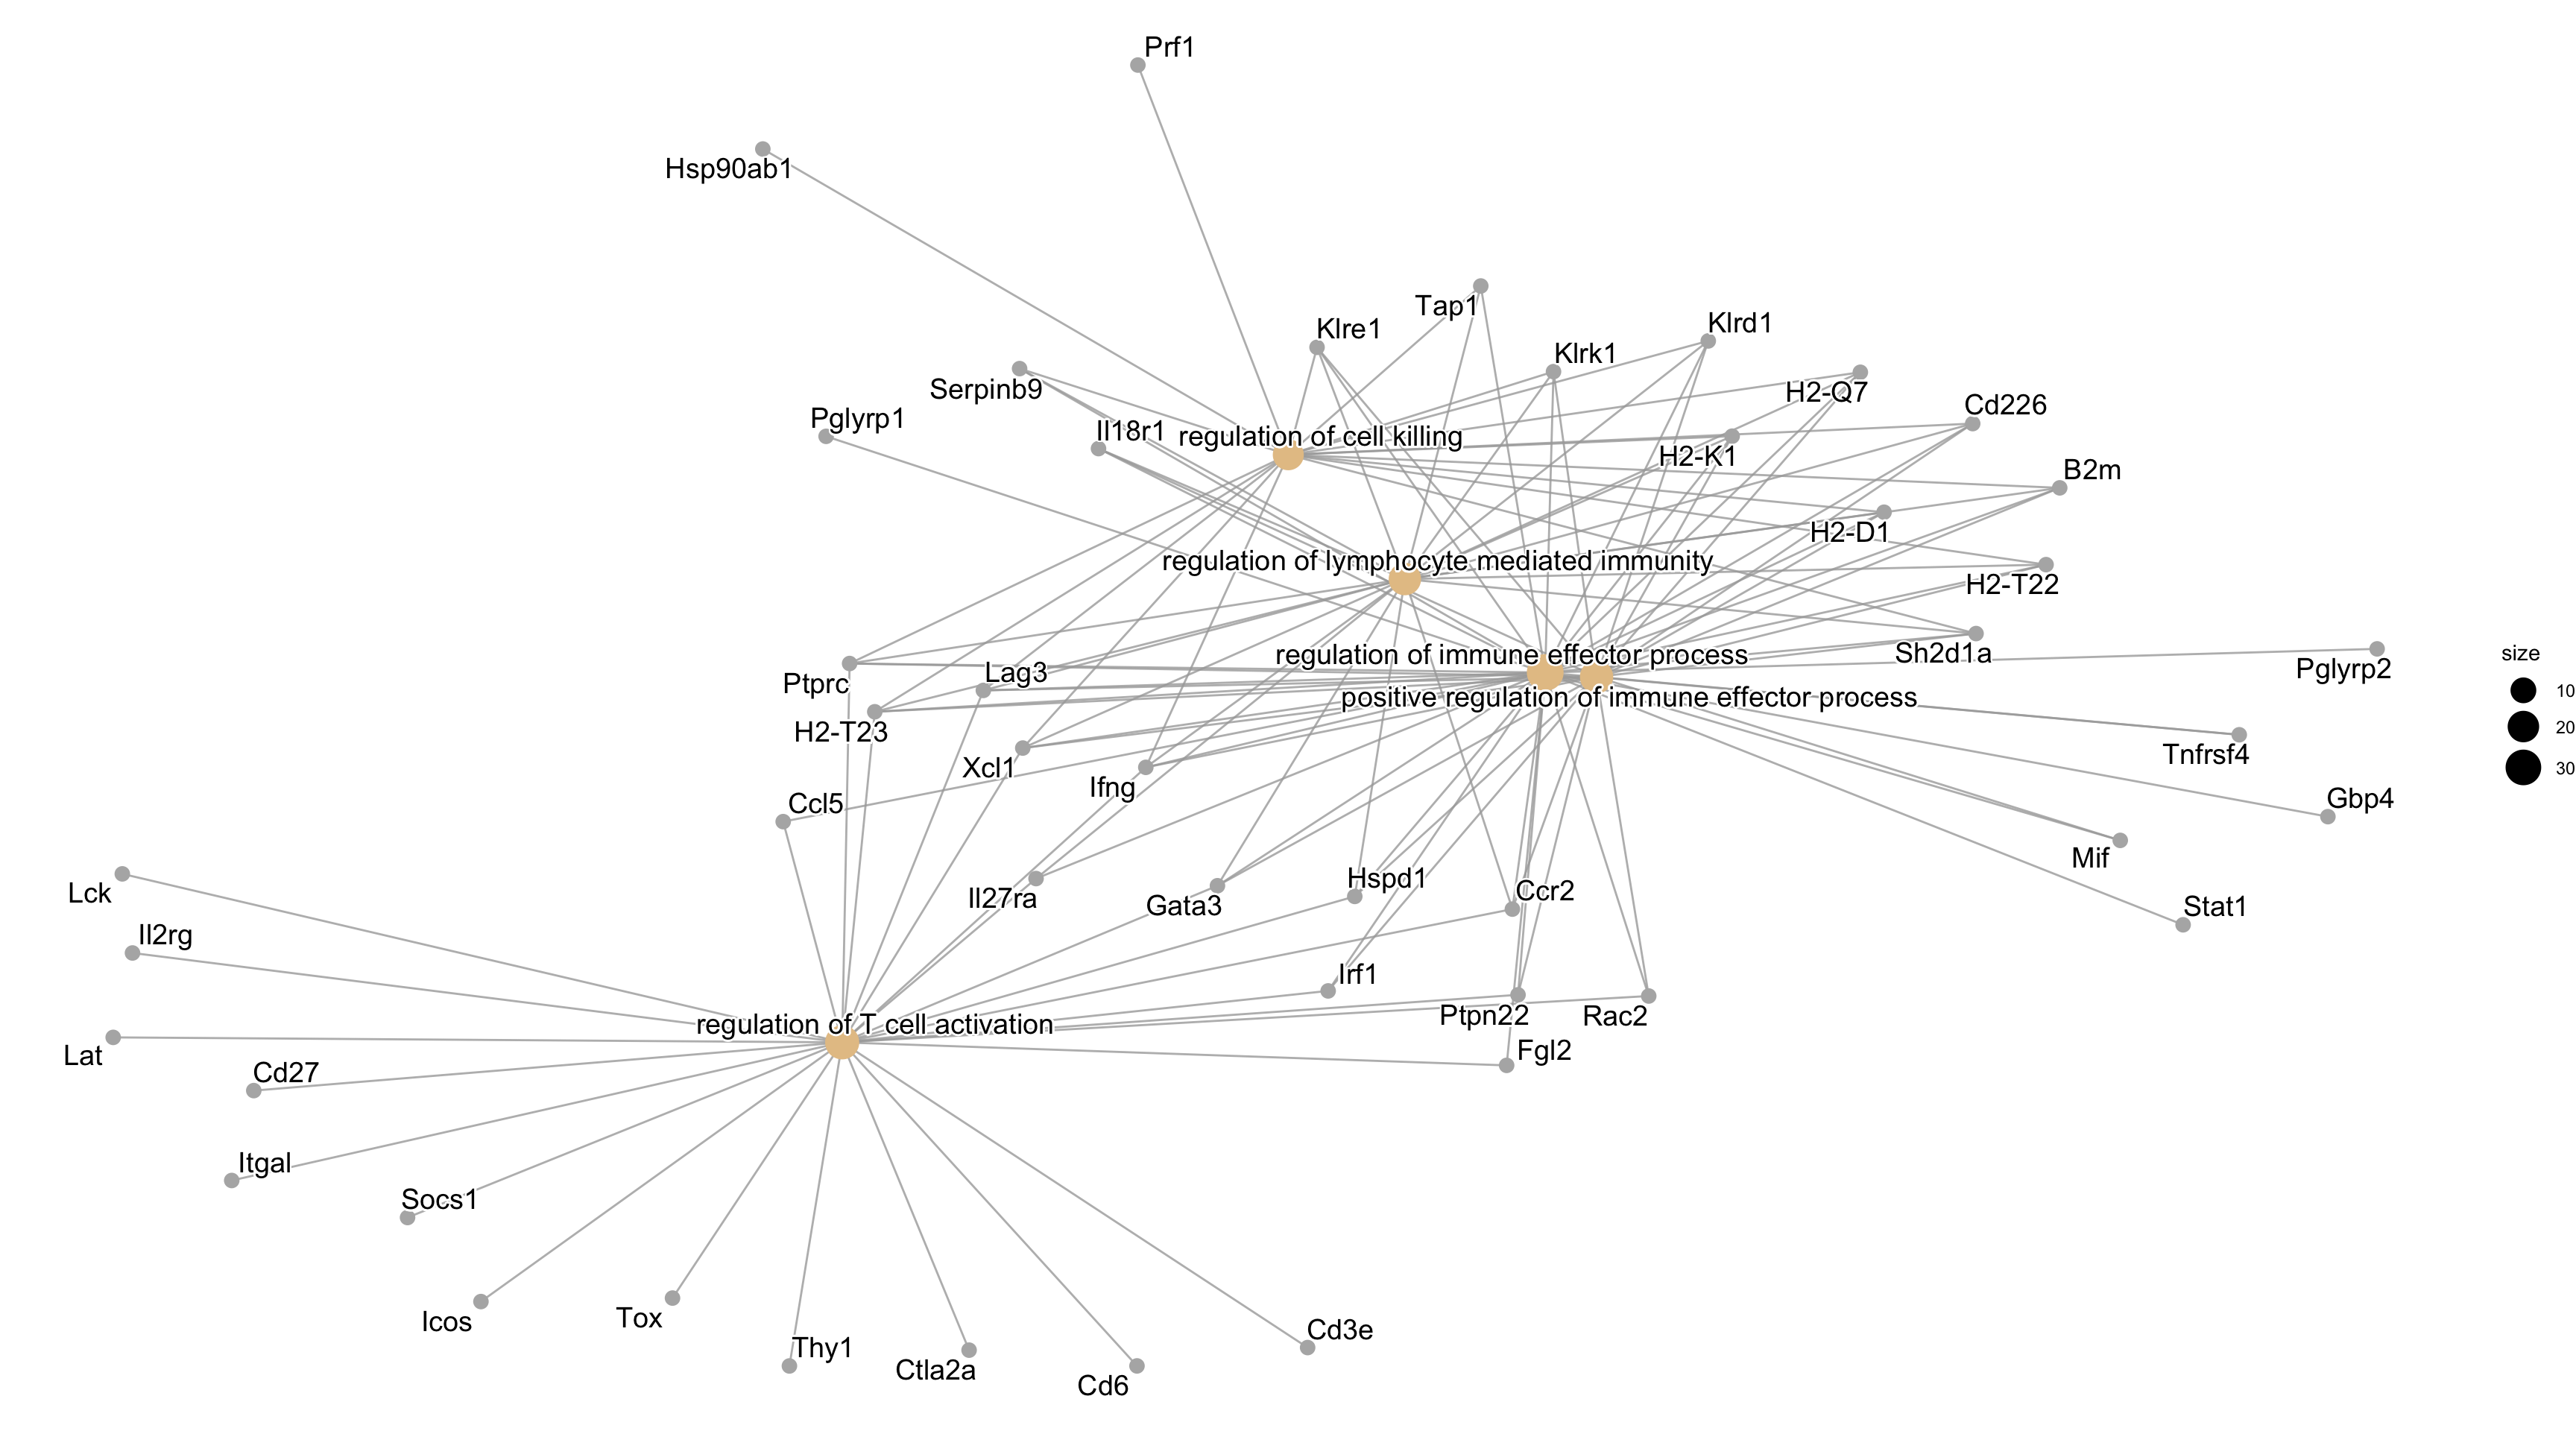 Prf1
Hsp90ab1
Tap1
Klre1
Klrd1
Klrk1
Serpinb9
H2-Q7
Cd226
Pglyrp1
Il18r1
regulation of cell killing
H2-K1
B2m
H2-D1
regulation of lymphocyte mediated immunity
H2-T22
regulation of immune effector process
Sh2d1a
Pglyrp2
size
Ptprc
Lag3
positive regulation of immune effector process
10
20
30
H2-T23
Tnfrsf4
Xcl1
Ifng
Ccl5
Gbp4
Mif
Lck
Il27ra
Gata3
Hspd1
Ccr2
Stat1
Il2rg
Irf1
Ptpn22
Rac2
regulation of T cell activation
Lat
Fgl2
Cd27
Itgal
Socs1
Icos
Tox
Thy1
Ctla2a
Cd6
Cd3e